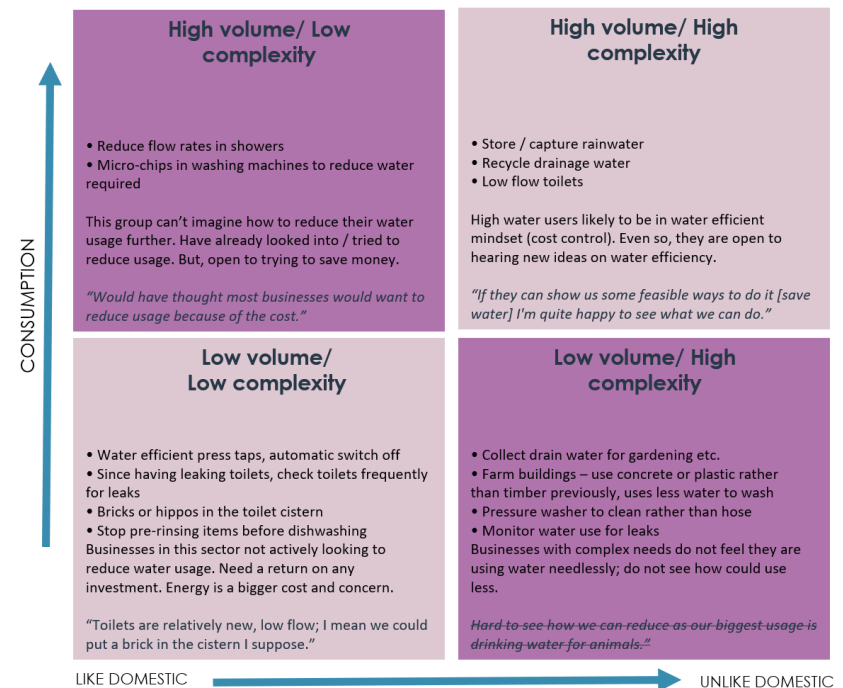 High volume/ Low
complexity
• Reduce flow rates in showers
• Micro-chips in washing machines to reduce water
required
This group can’t imagine how to reduce their water
usage further. Have already looked into / tried to
reduce usage. But, open to trying to save money.
“Would have thought most businesses would want to
reduce usage because of the cost.”
High volume/ High
complexity
• Store / capture rainwater
• Recycle drainage water
• Low flow toilets
High water users likely to be in water efficient
mindset (cost control). Even so, they are open to
hearing new ideas on water efficiency.
“If they can show us some feasible ways to do it [save
water] I'm quite happy to see what we can do.”
CONSUMPTION
Low volume/
Low complexity
• Water efficient press taps, automatic switch off
• Since having leaking toilets, check toilets frequently
for leaks
• Bricks or hippos in the toilet cistern
• Stop pre-rinsing items before dishwashing
Businesses in this sector not actively looking to
reduce water usage. Need a return on any
investment. Energy is a bigger cost and concern.
“Toilets are relatively new, low flow; I mean we could
put a brick in the cistern I suppose.”
Low volume/ High
complexity
• Collect drain water for gardening etc.
• Farm buildings – use concrete or plastic rather
than timber previously, uses less water to wash
• Pressure washer to clean rather than hose
• Monitor water use for leaks
Businesses with complex needs do not feel they are
using water needlessly; do not see how could use
less.
Hard to see how we can reduce as our biggest usage is
drinking water for animals.”
LIKE DOMESTIC
UNLIKE DOMESTIC